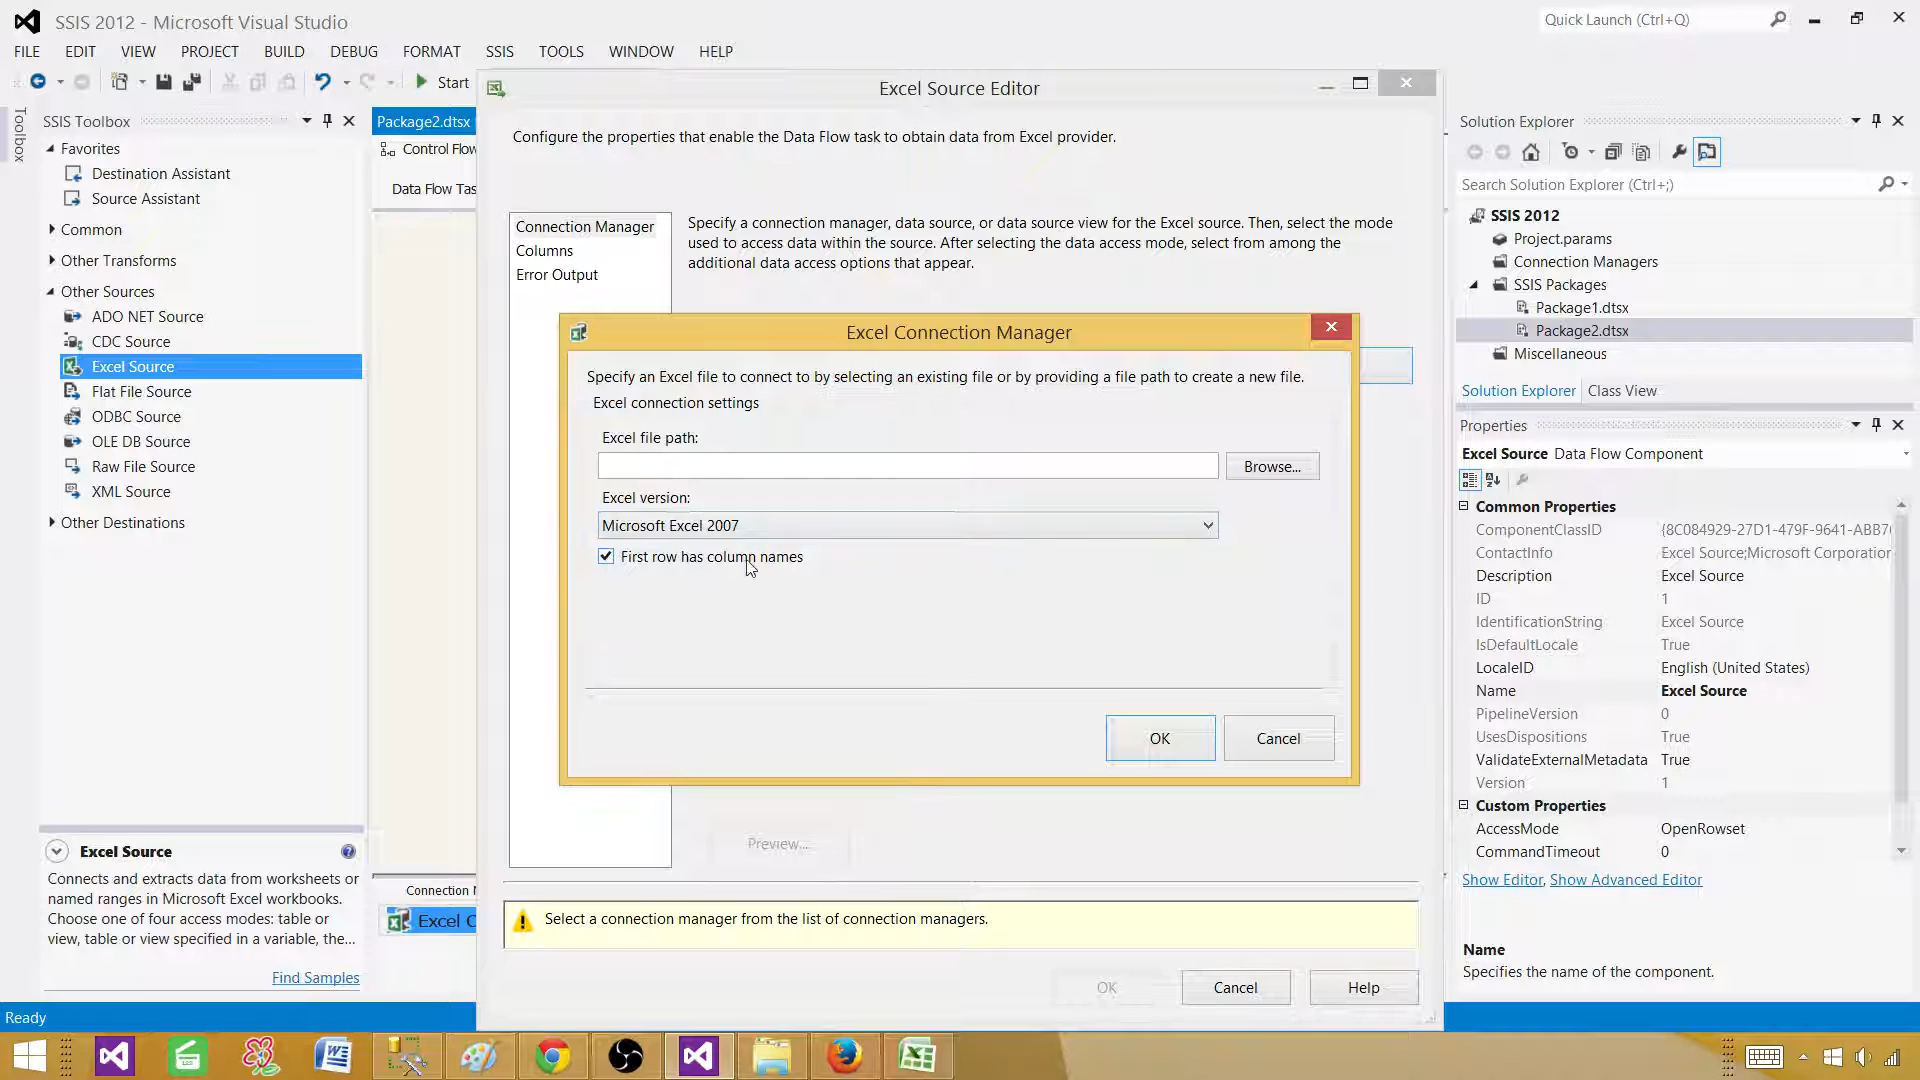 SSIS 2012 - Microsoft Visual Studio
Quick Launch (Ctrl+Q)
FILE EDIT VIEW PROJECT BUILD DEBUG FORMAT SSIS TOOLS WINDOW HELP
Start
Toolbox
SSIS Toolbox
Favorites
Destination Assistant
Source Assistant
Common
Other Transforms
Other Sources
ADO NET Source
CDC Source
Excel Source
Flat File Source
ODBC Source
OLE DB Source
Raw File Source
XML Source
Other Destinations
Excel Source
Connects and extracts data from worksheets or
named ranges in Microsoft Excel workbooks.
Choose one of four access modes: table or
view, table or view specified in a variable, the...
Find Samples
Package2.dtsx
Control Flow
Data Flow Tas
Connection
Excel C
Excel Source Editor
Configure the properties that enable the Data Flow task to obtain data from Excel provider.
Connection Manager
Columns
Error Output
Specify a connection manager, data source, or data source view for the Excel source. Then, select the mode
used to access data within the source. After selecting the data access mode, select from among the
additional data access options that appear.
Excel Connection Manager
Specify an Excel file to connect to by selecting an existing file or by providing a file path to create a new file.
Excel connection settings
Excel file path:
Browse...
Excel version:
Microsoft Excel 2007
First row has column names
OK Cancel
Preview...
Select a connection manager from the list of connection managers.
OK Cancel Help
Solution Explorer
Search Solution Explorer (Ctrl+;)
SSIS 2012
Project.params
Connection Managers
SSIS Packages
Package1.dtsx
Package2.dtsx
Miscellaneous
Solution Explorer Class View
Properties
Excel Source Data Flow Component
Common Properties
ComponentClassID {8C084929-27D1-479F-9641-ABB7
ContactInfo Excel Source;Microsoft Corporation
Description Excel Source
ID 1
IdentificationString Excel Source
IsDefaultLocale True
LocaleID English (United States)
Name Excel Source
PipelineVersion 0
UsesDispositions True
ValidateExternalMetadata True
Version 1
Custom Properties
AccessMode OpenRowset
CommandTimeout 0
Show Editor, Show Advanced Editor
Name
Specifies the name of the component.
Ready